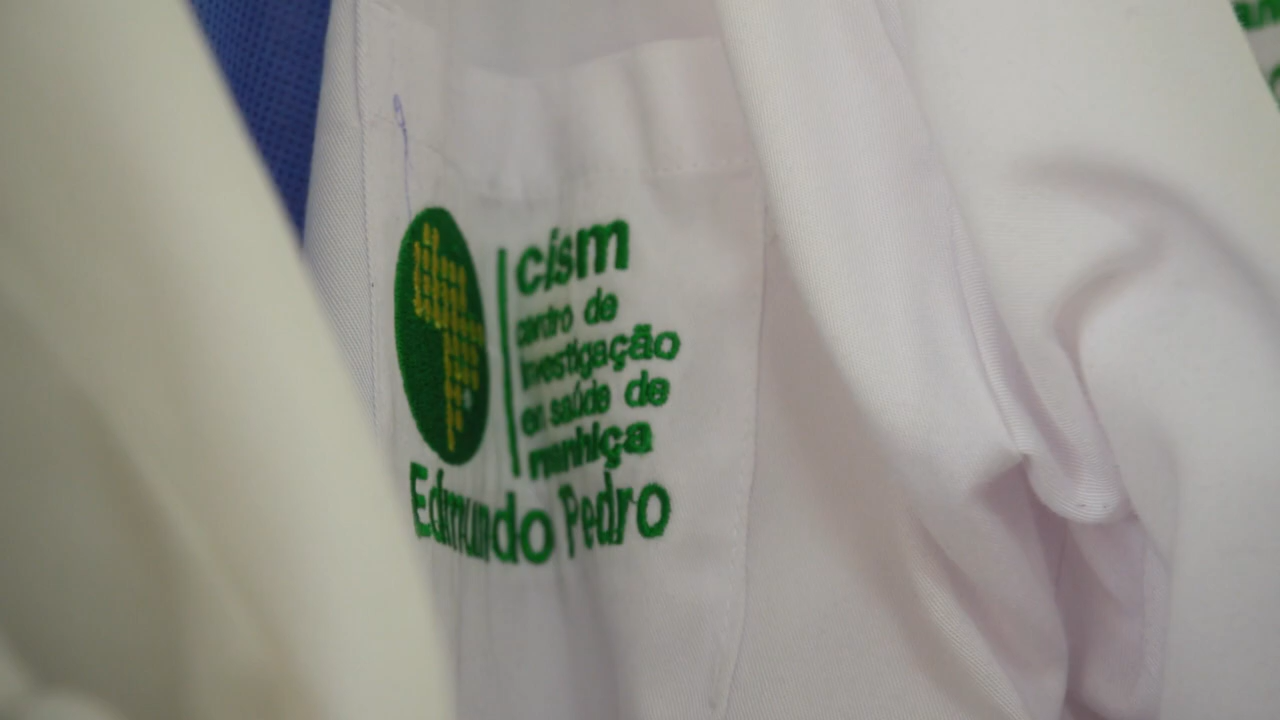 cism
centro de
investigação
em saúde de
manhiça
Edmundo Pedro